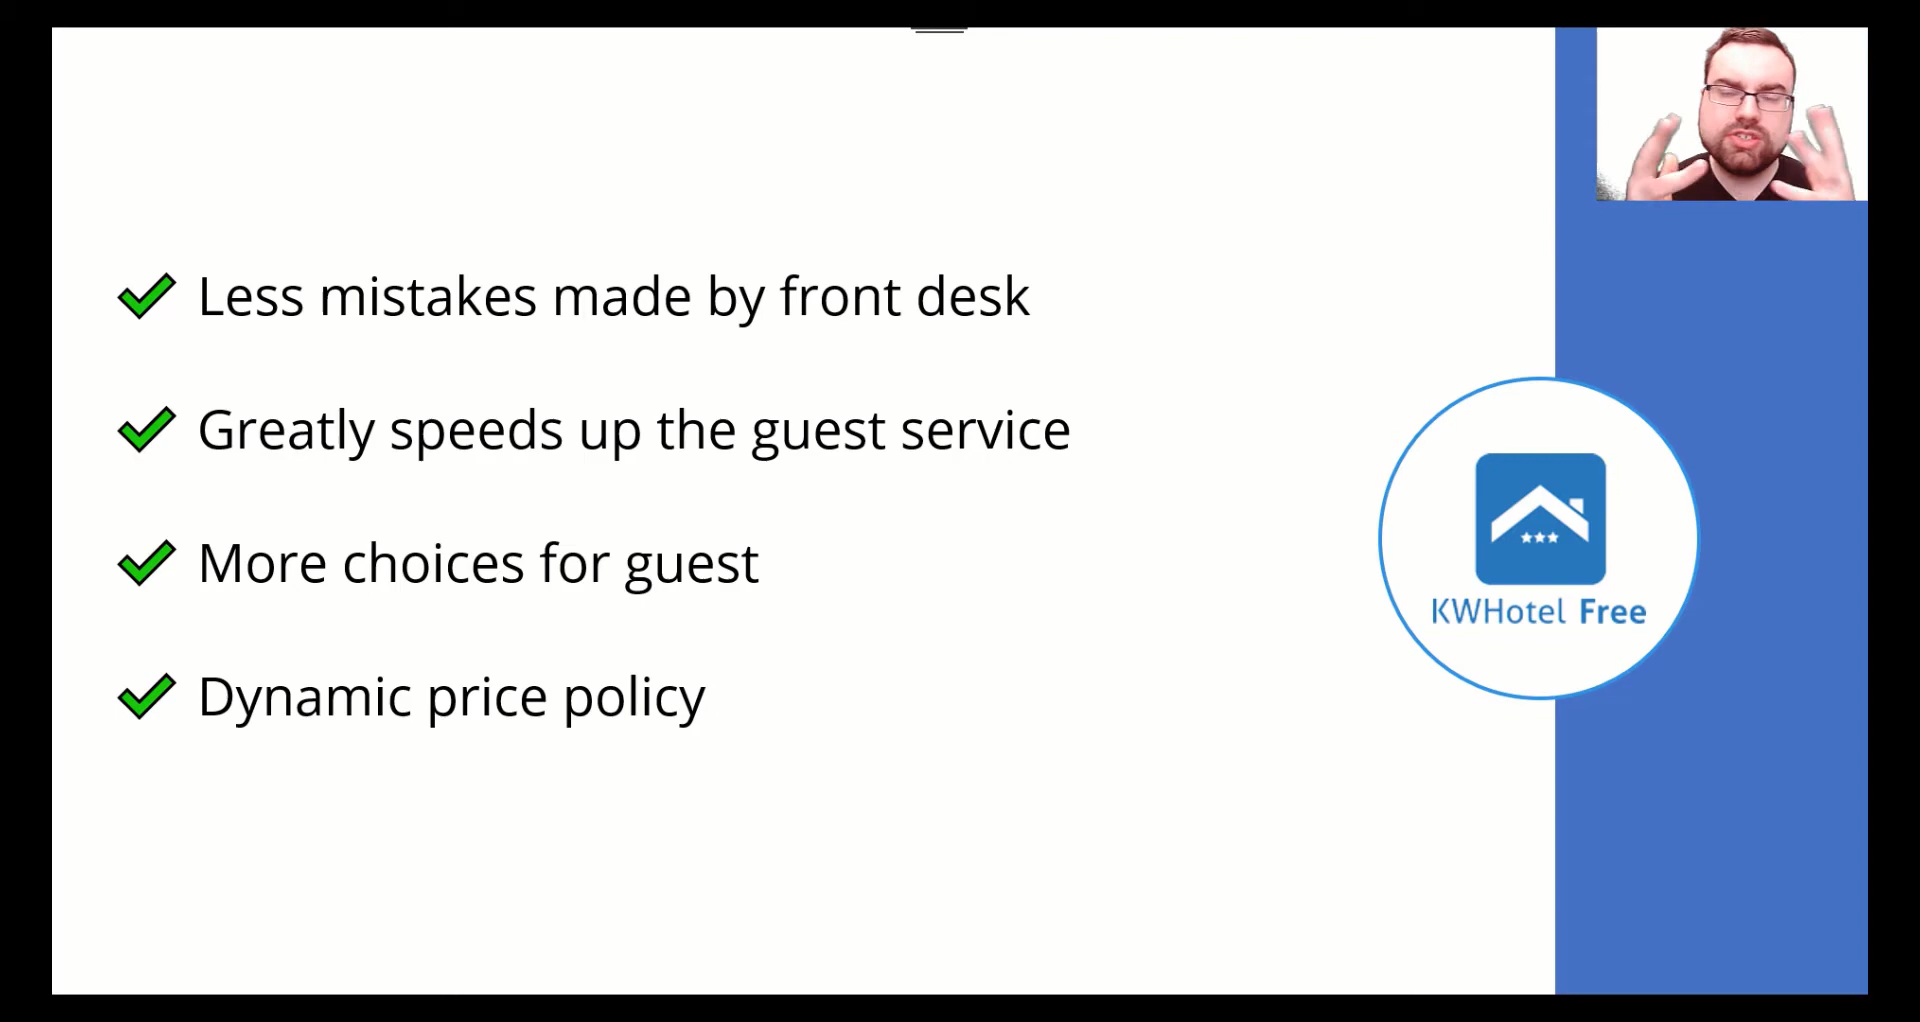 Less mistakes made by front desk
Greatly speeds up the guest service
More choices for guest
Dynamic price policy
KWHotel Free